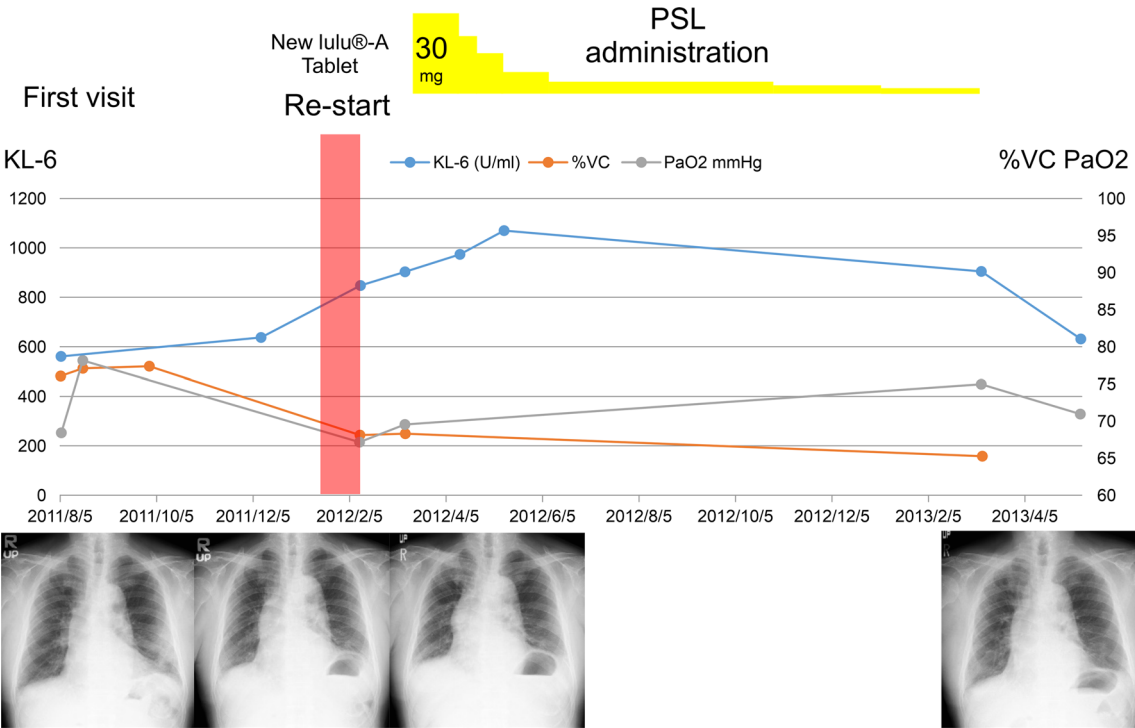 PSL
administration
New lulu®-A
Tablet
30
mg
First visit
Re-start
KL-6
KL-6 (U/ml) %VC PaO2 mmHg
%VC PaO2
1200 100
95
1000
90
800
85
600 80
75
400
70
200
65
0 60
2011/8/5 2011/10/5 2011/12/5 2012/2/5 2012/4/5 2012/6/5 2012/8/5 2012/10/5 2012/12/5 2013/2/5 2013/4/5
R
UP
R
UP
UP
R
UP
R